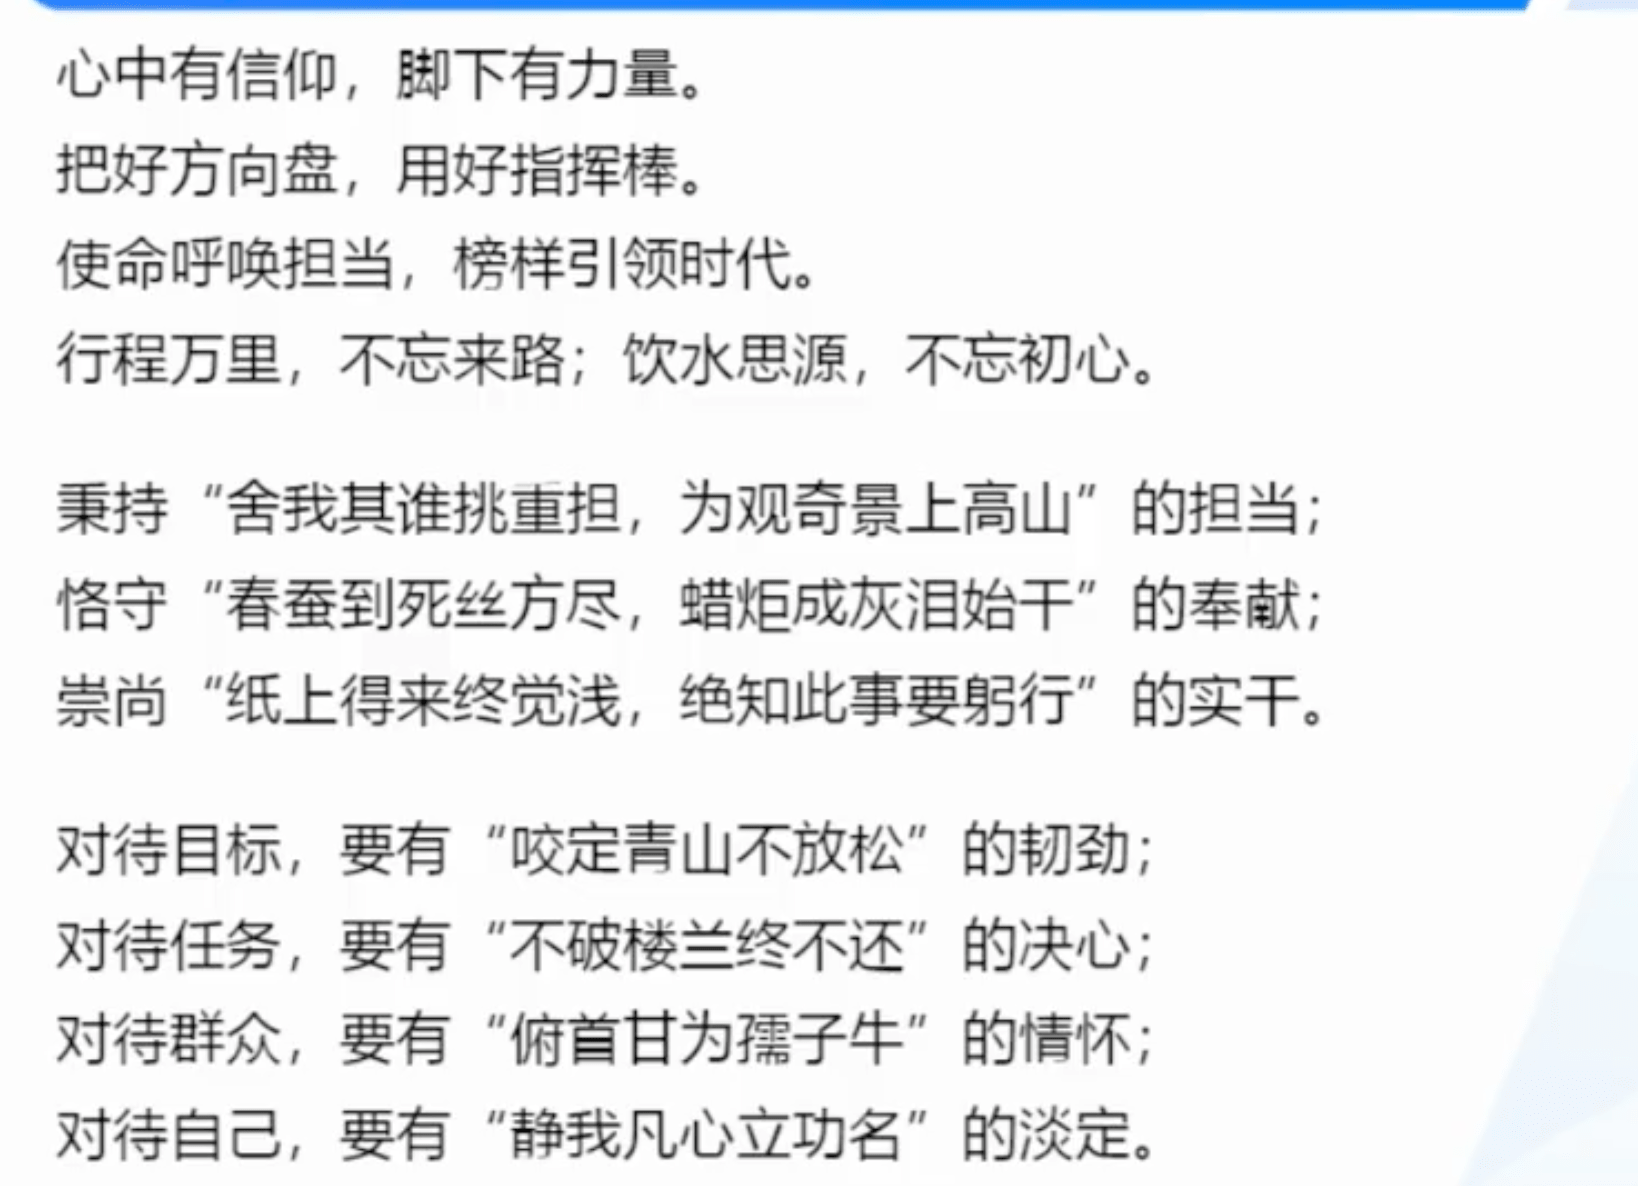 心中有信仰，脚下有力量。
把好方向盘，用好指挥棒。
使命呼唤担当，榜样引领时代。
行程万里，不忘来路；饮水思源，不忘初心。
秉持“舍我其谁挑重担，为观奇景上高山”的担当；
恪守“春蚕到死丝方尽，蜡炬成灰泪始干”的奉献；
崇尚“纸上得来终觉浅，绝知此事要躬行”的实干。
对待目标，要有“咬定青山不放松”的韧劲；
对待任务，要有“不破楼兰终不还”的决心；
对待群众，要有“俯首甘为孺子牛”的情怀；
对待自己，要有“静我凡心立功名”的淡定。